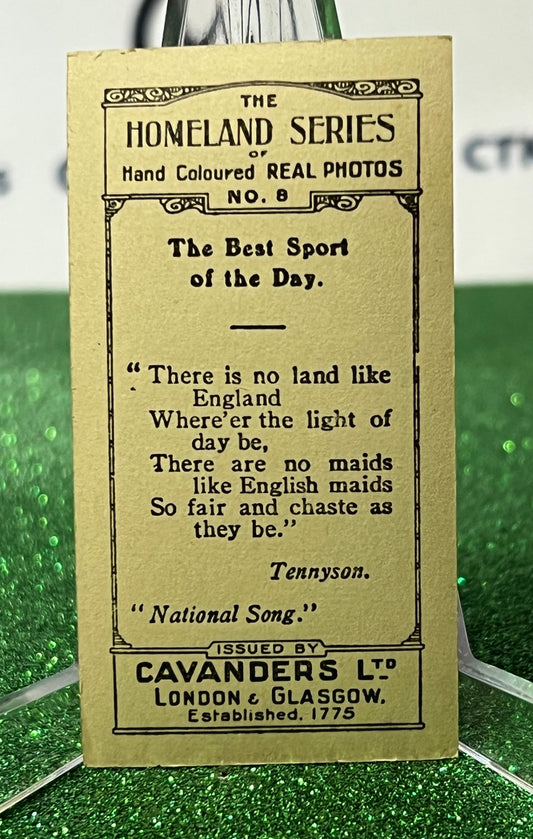 THE
HOMELAND SERIES
OF
Hand Coloured REAL PHOTOS
NO. 8
The Best Sport
of the Day.
“There is no land like
England
Where'er the light of
day be,
There are no maids
like English maids
So fair and chaste as
they be.”
Tennyson.
“National Song.”
ISSUED BY
CAVANDERS LTD
LONDON & GLASGOW.
Established. 1775